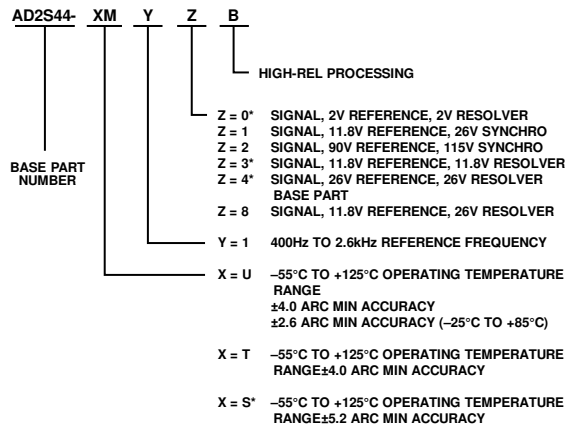 AD2S44- XM Y Z B
HIGH-REL PROCESSING
Z = 0* SIGNAL, 2V REFERENCE, 2V RESOLVER
Z = 1 SIGNAL, 11.8V REFERENCE, 26V SYNCHRO
Z = 2 SIGNAL, 90V REFERENCE, 115V SYNCHRO
Z = 3* SIGNAL, 11.8V REFERENCE, 11.8V RESOLVER
Z = 4* SIGNAL, 26V REFERENCE, 26V RESOLVER
BASE PART
Z = 8 SIGNAL, 11.8V REFERENCE, 26V RESOLVER
BASE PART
NUMBER
Y = 1 400Hz TO 2.6kHz REFERENCE FREQUENCY
X = U –55°C TO +125°C OPERATING TEMPERATURE
RANGE
±4.0 ARC MIN ACCURACY
±2.6 ARC MIN ACCURACY (–25°C TO +85°C)
X = T –55°C TO +125°C OPERATING TEMPERATURE
RANGE±4.0 ARC MIN ACCURACY
X = S* –55°C TO +125°C OPERATING TEMPERATURE
RANGE±5.2 ARC MIN ACCURACY